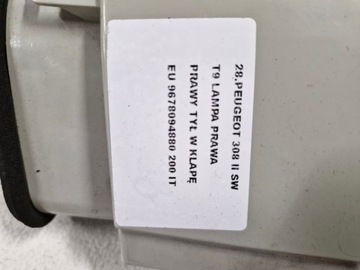 28.PEUGEOT 308 II SW
T9 LAMPA PRAWA
PRAWY TYŁ W KLAPĘ
EU 9678094880 200 IT